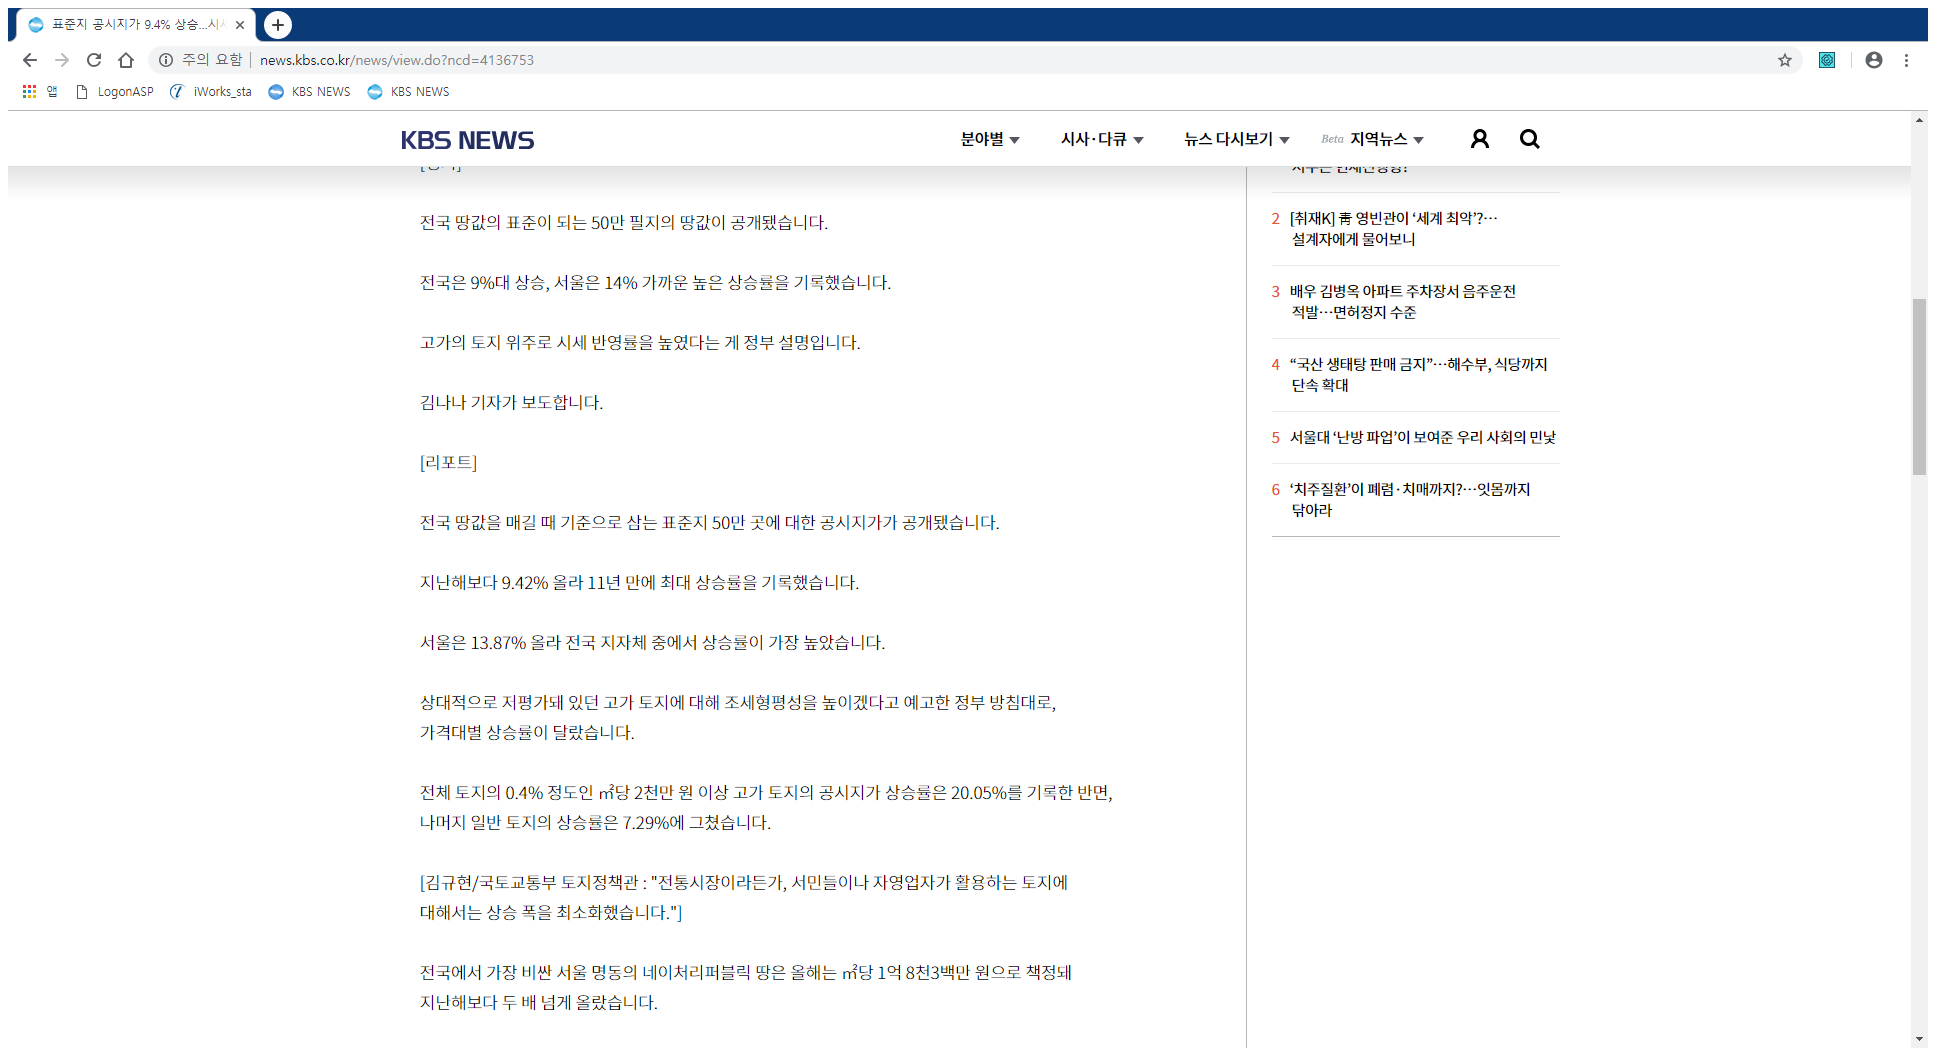 표준지 공시지가 9.4% 상승...시세
주의 요함
news.kbs.co.kr/news/view.do?ncd=4136753
앱 LogonASP iWorks_sta KBS NEWS KBS NEWS
KBS NEWS
분야별 시사·다큐 뉴스 다시보기 Beta 지역뉴스
전국 땅값의 표준이 되는 50만 필지의 땅값이 공개됐습니다.
전국은 9%대 상승, 서울은 14% 가까운 높은 상승률을 기록했습니다.
고가의 토지 위주로 시세 반영률을 높였다는 게 정부 설명입니다.
김나나 기자가 보도합니다.
[리포트]
전국 땅값을 매길 때 기준으로 삼는 표준지 50만 곳에 대한 공시지가가 공개됐습니다.
지난해보다 9.42% 올라 11년 만에 최대 상승률을 기록했습니다.
서울은 13.87% 올라 전국 지자체 중에서 상승률이 가장 높았습니다.
상대적으로 저평가돼 있던 고가 토지에 대해 조세형평성을 높이겠다고 예고한 정부 방침대로,
가격대별 상승률이 달랐습니다.
전체 토지의 0.4% 정도인 ㎡당 2천만 원 이상 고가 토지의 공시지가 상승률은 20.05%를 기록한 반면,
나머지 일반 토지의 상승률은 7.29%에 그쳤습니다.
[김규현/국토교통부 토지정책관 : "전통시장이라든가, 서민들이나 자영업자가 활용하는 토지에
대해서는 상승 폭을 최소화했습니다."]
전국에서 가장 비싼 서울 명동의 네이처리퍼블릭 땅은 올해는 ㎡당 1억 8천3백만 원으로 책정돼
지난해보다 두 배 넘게 올랐습니다.
2 [취재K] 靑 영빈관이 ‘세계 최악’?…
설계자에게 물어보니
3 배우 김병옥 아파트 주차장서 음주운전
적발…면허정지 수준
4 “국산 생태탕 판매 금지”…해수부, 식당까지
단속 확대
5 서울대 ‘난방 파업’이 보여준 우리 사회의 민낯
6 ‘치주질환’이 폐렴·치매까지?…잇몸까지
닦아라